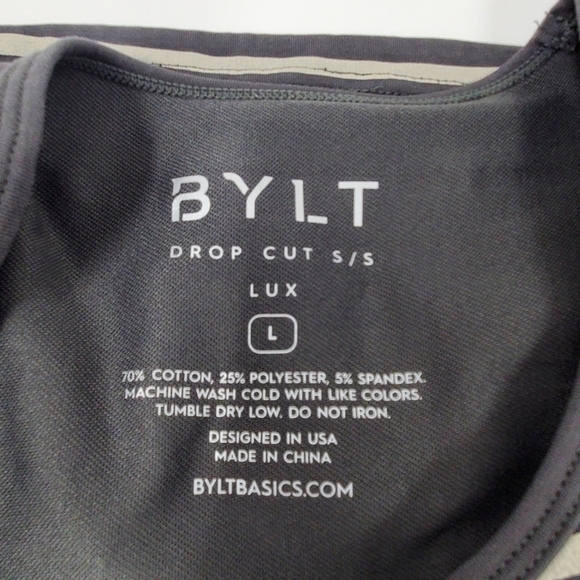 BYLT
DROP CUT S/S
LUX
L
70% COTTON, 25% POLYESTER, 5% SPANDEX.
MACHINE WASH COLD WITH LIKE COLORS.
TUMBLE DRY LOW. DO NOT IRON.
DESIGNED IN USA
MADE IN CHINA
BYLTBASICS.COM